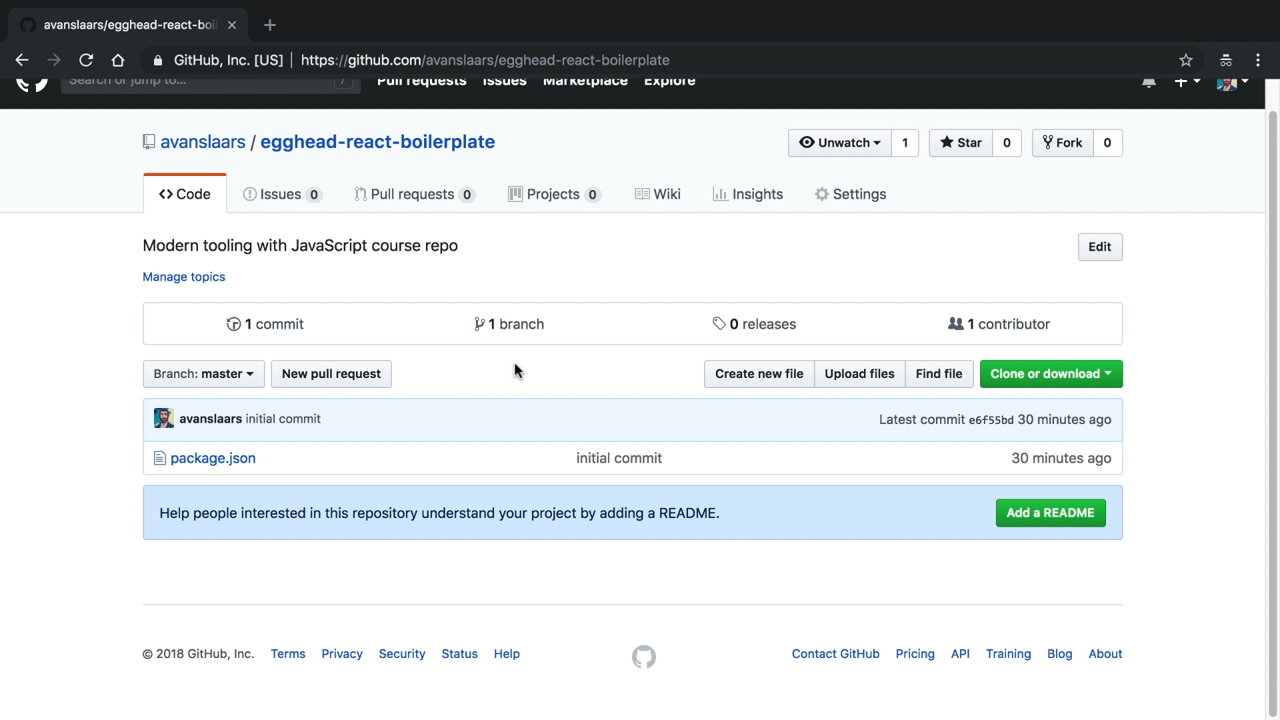 avanslaars/egghead-react-boil
GitHub, Inc. [US] | https://github.com/avanslaars/egghead-react-boilerplate
Search or jump to... / Pull requests Issues Marketplace Explore
avanslaars / egghead-react-boilerplate Unwatch 1 Star 0 Fork 0
Code Issues 0 Pull requests 0 Projects 0 Wiki Insights Settings
Modern tooling with JavaScript course repo Edit
Manage topics
1 commit 1 branch 0 releases 1 contributor
Branch: master New pull request Create new file Upload files Find file Clone or download
avanslaars initial commit Latest commit e6f55bd 30 minutes ago
package.json initial commit 30 minutes ago
Help people interested in this repository understand your project by adding a README. Add a README
© 2018 GitHub, Inc. Terms Privacy Security Status Help Contact GitHub Pricing API Training Blog About